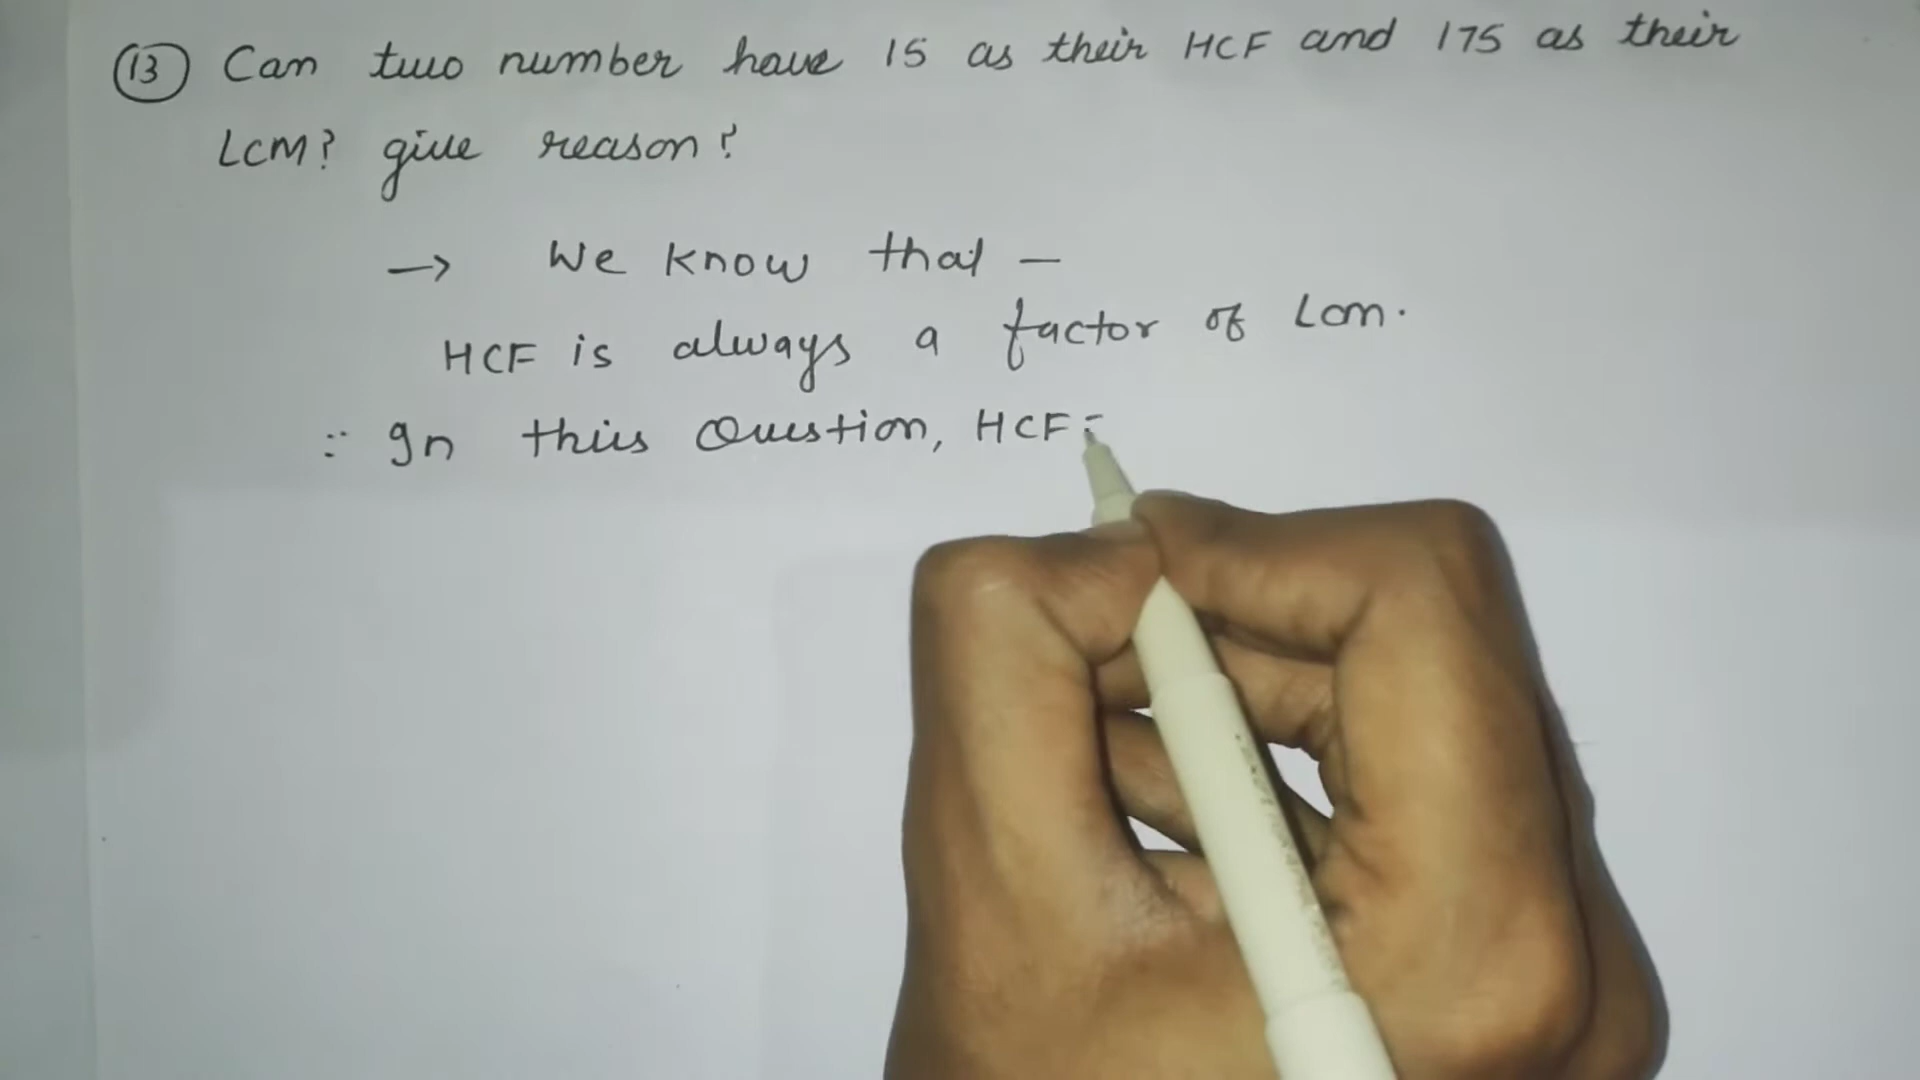 13 Can two number have 15 as their HCF and 175 as their
LCM? give reason?
→ We know that —
HCF is always a factor of Lcm.
∵ In this Question, HCF=